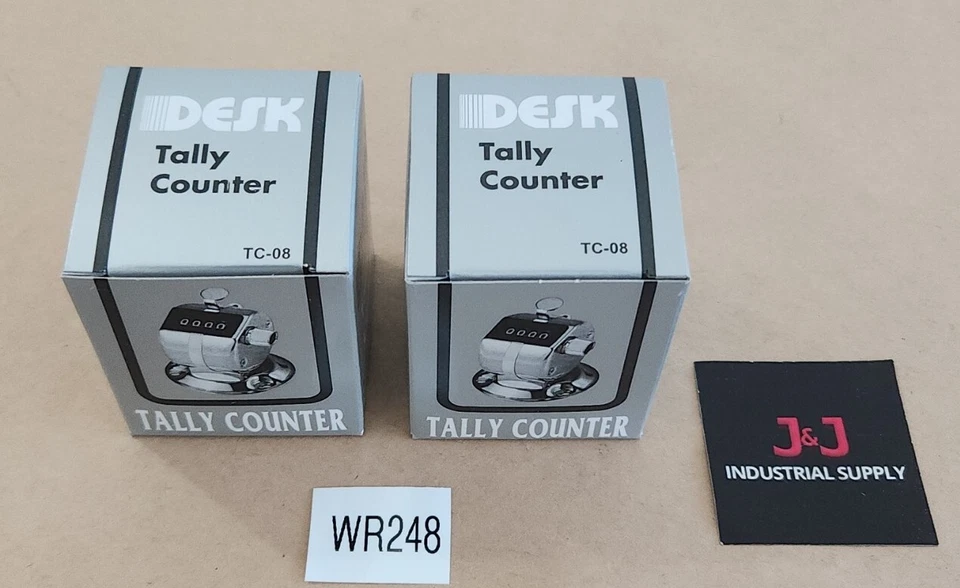 DESK
Tally
Counter
TC-08
TALLY COUNTER
DESK
Tally
Counter
TC-08
TALLY COUNTER
WR248
J&J
INDUSTRIAL SUPPLY